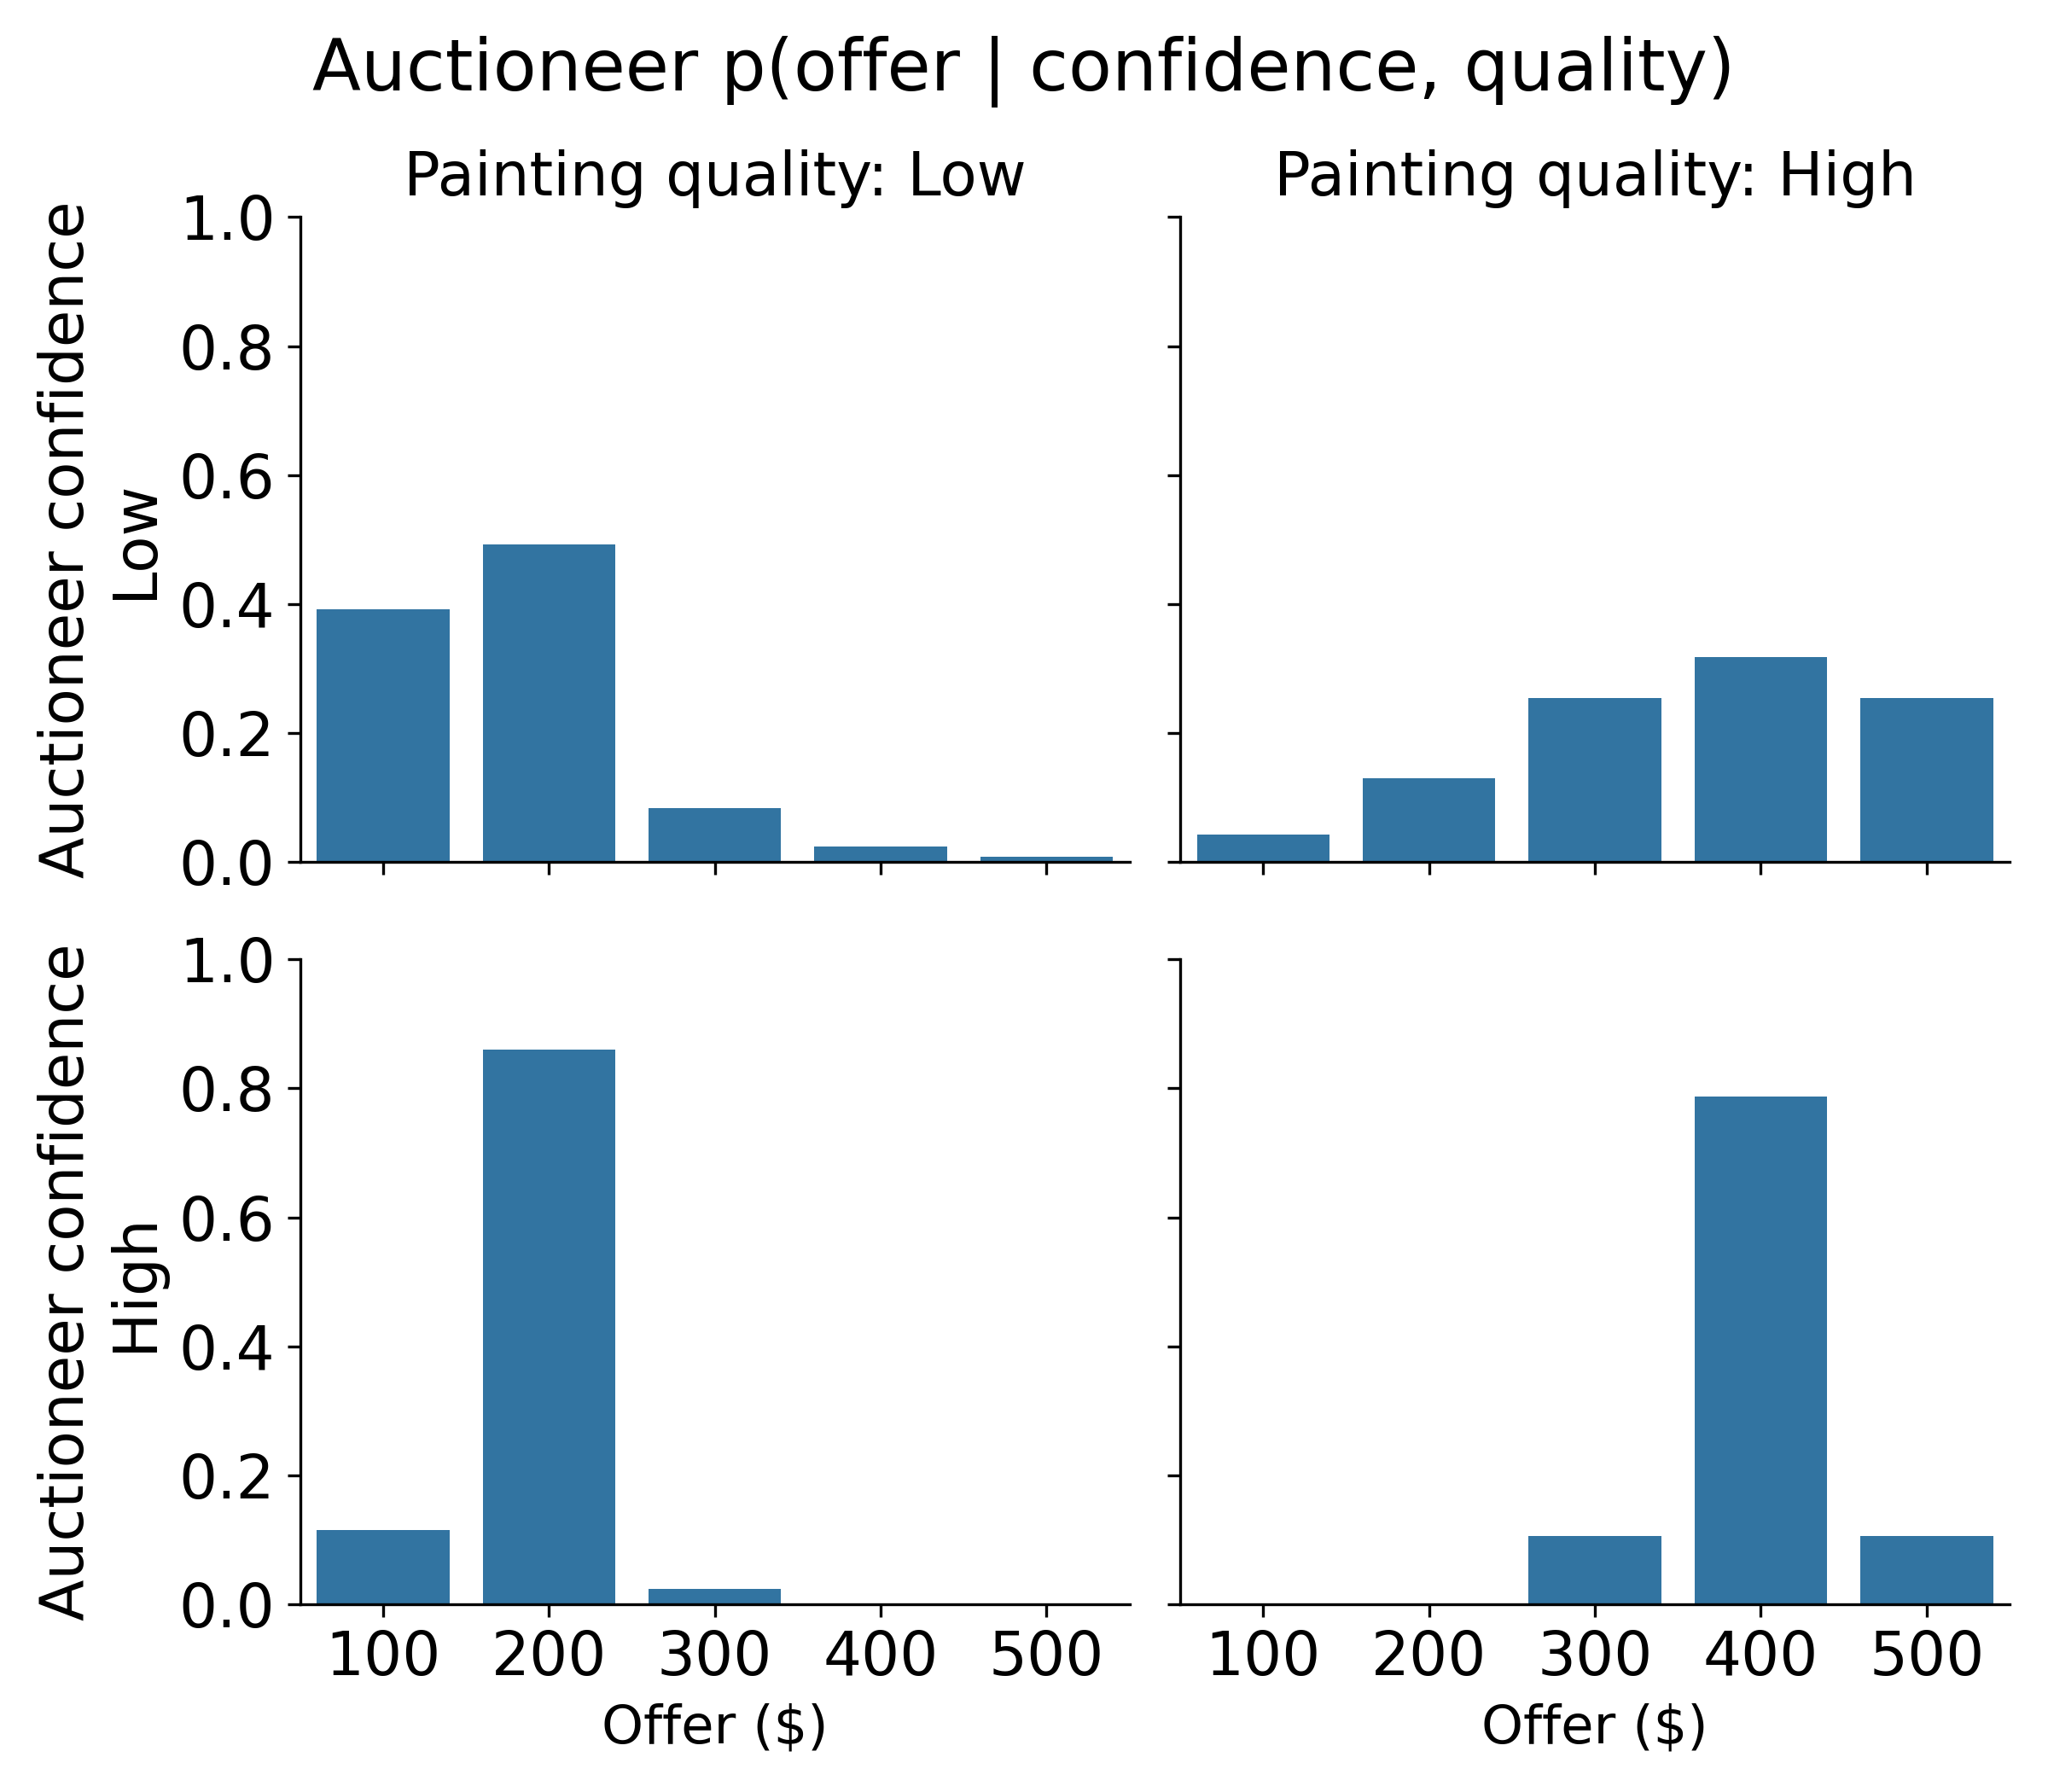 Auctioneer p(offer | confidence, quality)
Painting quality: Low
Painting quality: High
Auctioneer confidence
Low
1.0
0.8
0.6
0.4
0.2
0.0
Auctioneer confidence
High
1.0
0.8
0.6
0.4
0.2
0.0
100 200 300 400 500
100 200 300 400 500
Offer ($)
Offer ($)